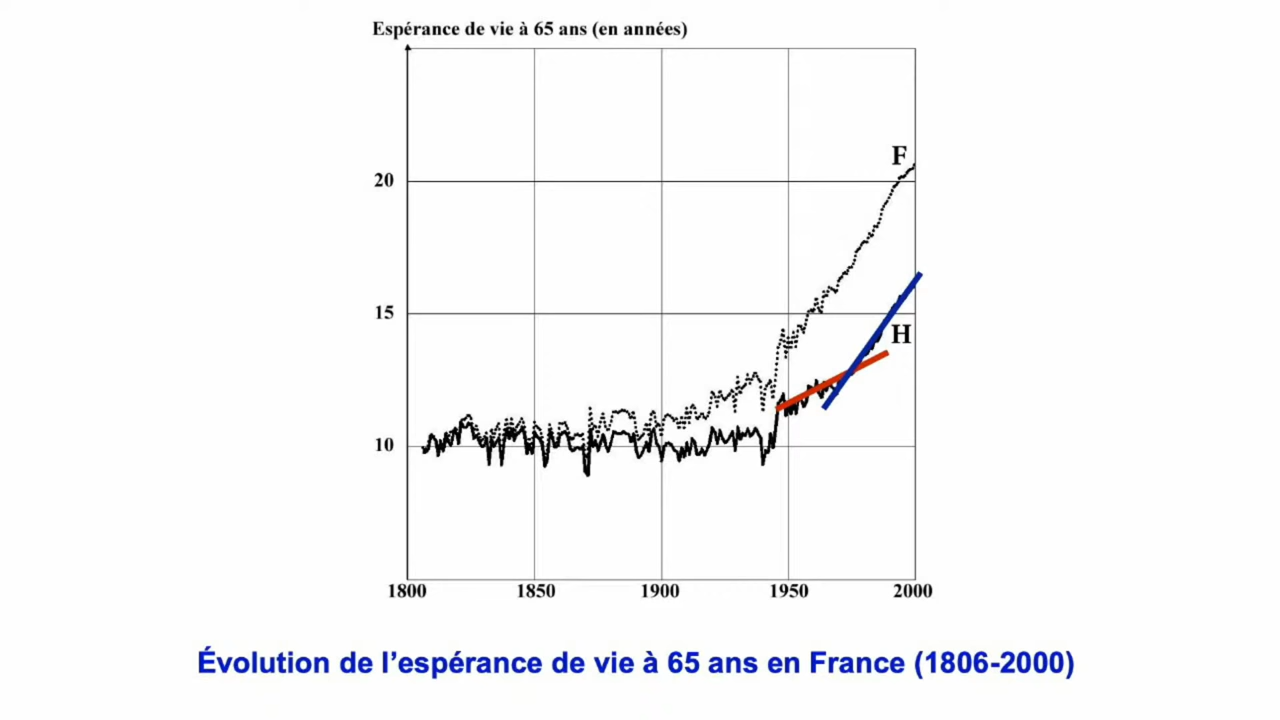 Espérance de vie à 65 ans (en années)
F
20
15
H
10
1800 1850 1900 1950 2000
Évolution de l’espérance de vie à 65 ans en France (1806-2000)